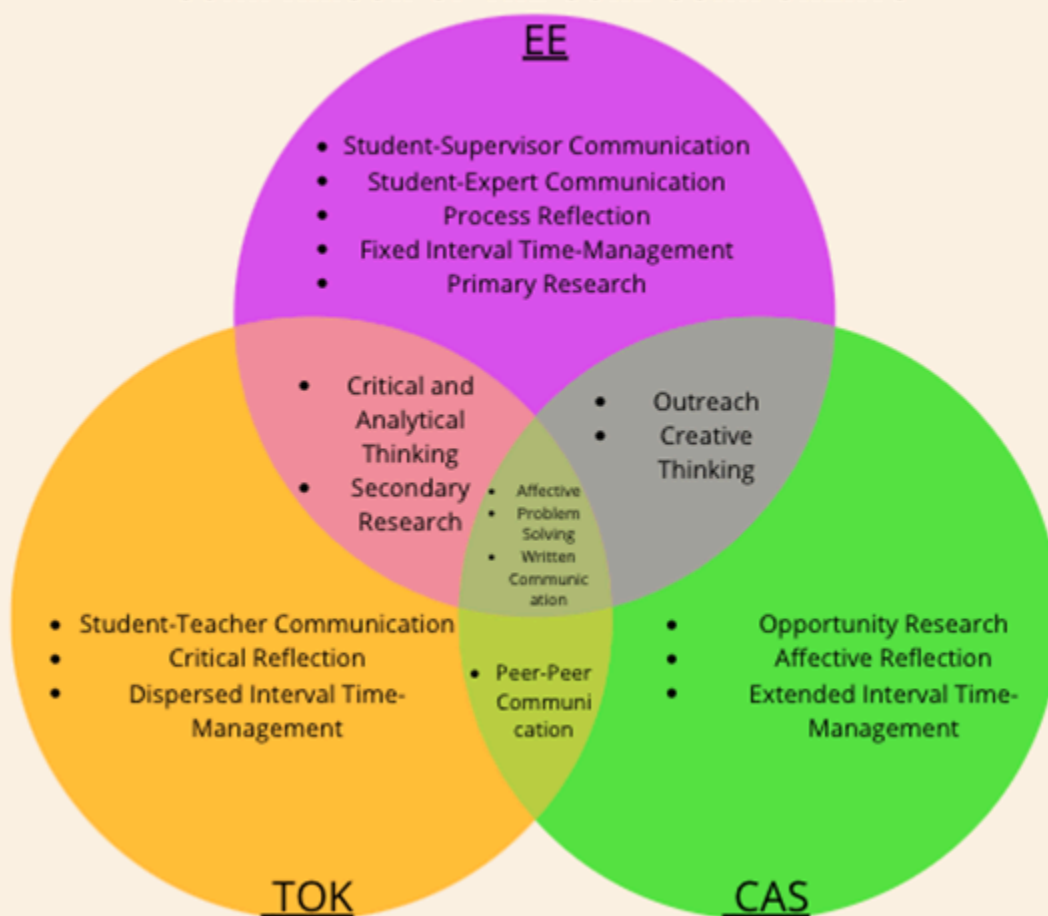 EE
• Student-Supervisor Communication
• Student-Expert Communication
• Process Reflection
• Fixed Interval Time-Management
• Primary Research
• Critical and
Analytical
Thinking
• Secondary
Research
• Outreach
• Creative
Thinking
• Affective
• Problem
Solving
• Written
Communic
ation
• Student-Teacher Communication
• Critical Reflection
• Dispersed Interval Time-
Management
• Peer-Peer
Communi
cation
• Opportunity Research
• Affective Reflection
• Extended Interval Time-
Management
TOK
CAS